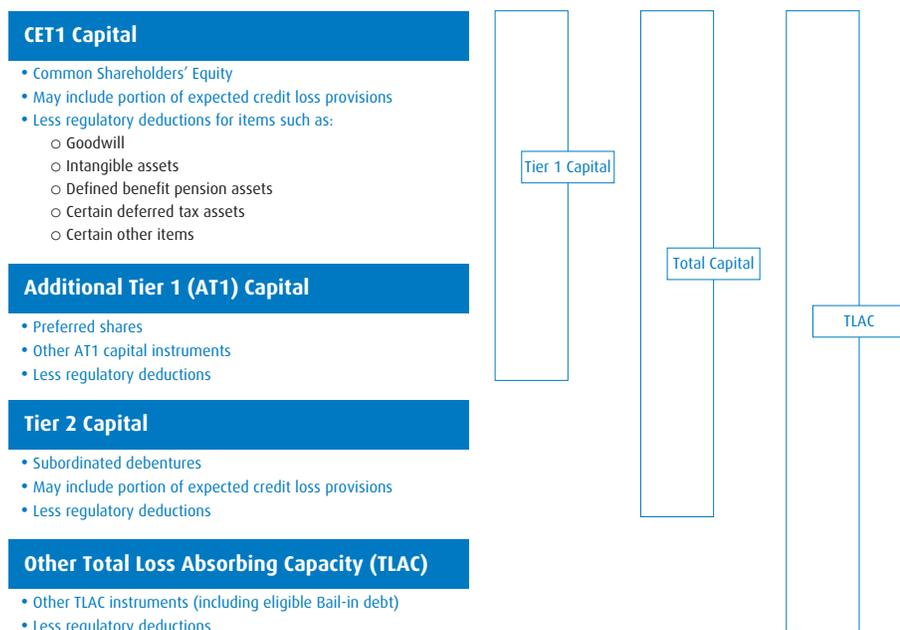 CET1 Capital
• Common Shareholders' Equity
• May include portion of expected credit loss provisions
• Less regulatory deductions for items such as:
○ Goodwill
○ Intangible assets
○ Defined benefit pension assets
○ Certain deferred tax assets
○ Certain other items
Additional Tier 1 (AT1) Capital
• Preferred shares
• Other AT1 capital instruments
• Less regulatory deductions
Tier 2 Capital
• Subordinated debentures
• May include portion of expected credit loss provisions
• Less regulatory deductions
Other Total Loss Absorbing Capacity (TLAC)
• Other TLAC instruments (including eligible Bail-in debt)
• Less regulatory deductions
Tier 1 Capital
Total Capital
TLAC